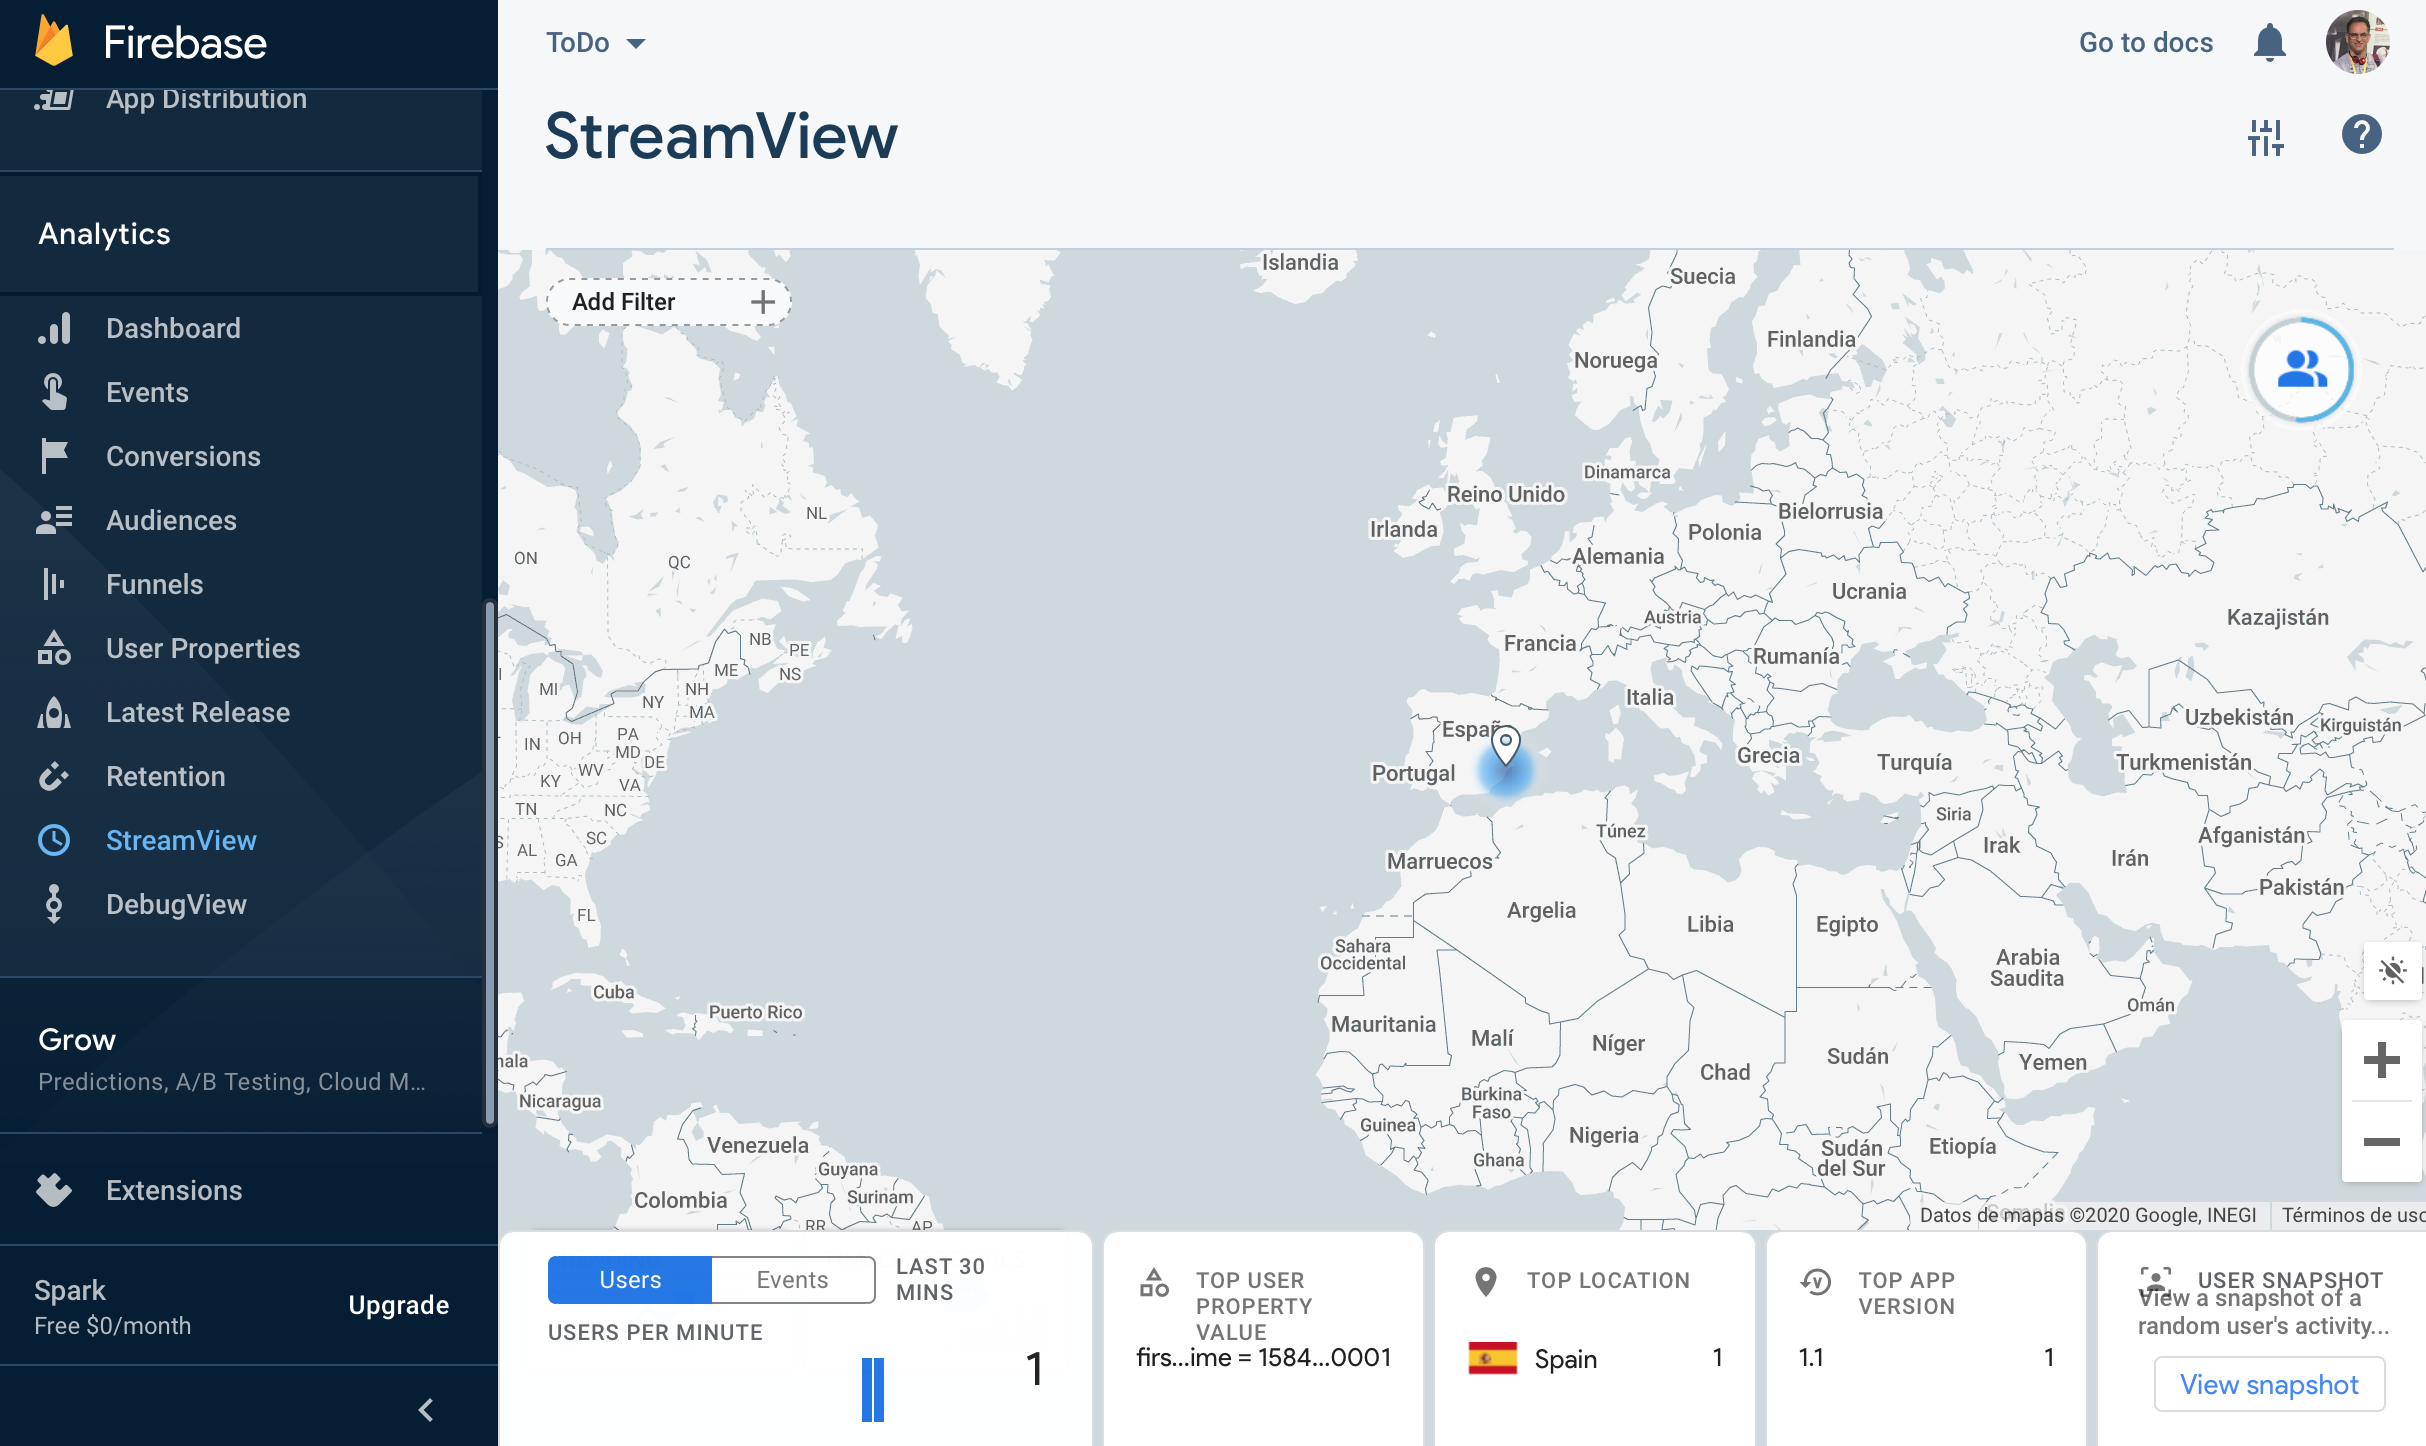 Firebase
App Distribution
Analytics
Dashboard
Events
Conversions
Audiences
Funnels
User Properties
Latest Release
Retention
StreamView
DebugView
Grow
Predictions, A/B Testing, Cloud M...
Extensions
Spark
Free $0/month
Upgrade
ToDo
Go to docs
StreamView
Add Filter
Islandia
Suecia
Finlandia
Noruega
Dinamarca
Reino Unido
Irlanda
Bielorrusia
Polonia
Alemania
Ucrania
Austria
Kazajistán
Francia
Rumanía
Italia
Uzbekistán
Kirguistán
Españ
Grecia
Turquía
Turkmenistán
Portugal
Siria
Túnez
Afganistán
Irak
Irán
Marruecos
Pakistán
Argelia
Libia
Egipto
Sahara
Occidental
Arabia
Saudita
Omán
Mauritania
Malí
Níger
Sudán
Yemen
Chad
Burkina
Faso
Guinea
Nigeria
Ghana
Sudán
del Sur
Etiopía
Somalia
NL
ON
QC
NB
PE
ME
NS
MI
NH
NY
MA
PA
OH
IN
MD
DE
WV
KY
VA
TN
NC
SC
AL
GA
FL
Cuba
Puerto Rico
nala
Nicaragua
Venezuela
Guyana
Colombia
Surinam
RR
AP
Datos de mapas ©2020 Google, INEGI
Términos de uso
Users
Events
LAST 30
MINS
USERS PER MINUTE
1
TOP USER
PROPERTY
VALUE
firs...ime = 1584...0001
TOP LOCATION
Spain
1
TOP APP
VERSION
1.1
1
USER SNAPSHOT
View a snapshot of a
random user's activity...
View snapshot